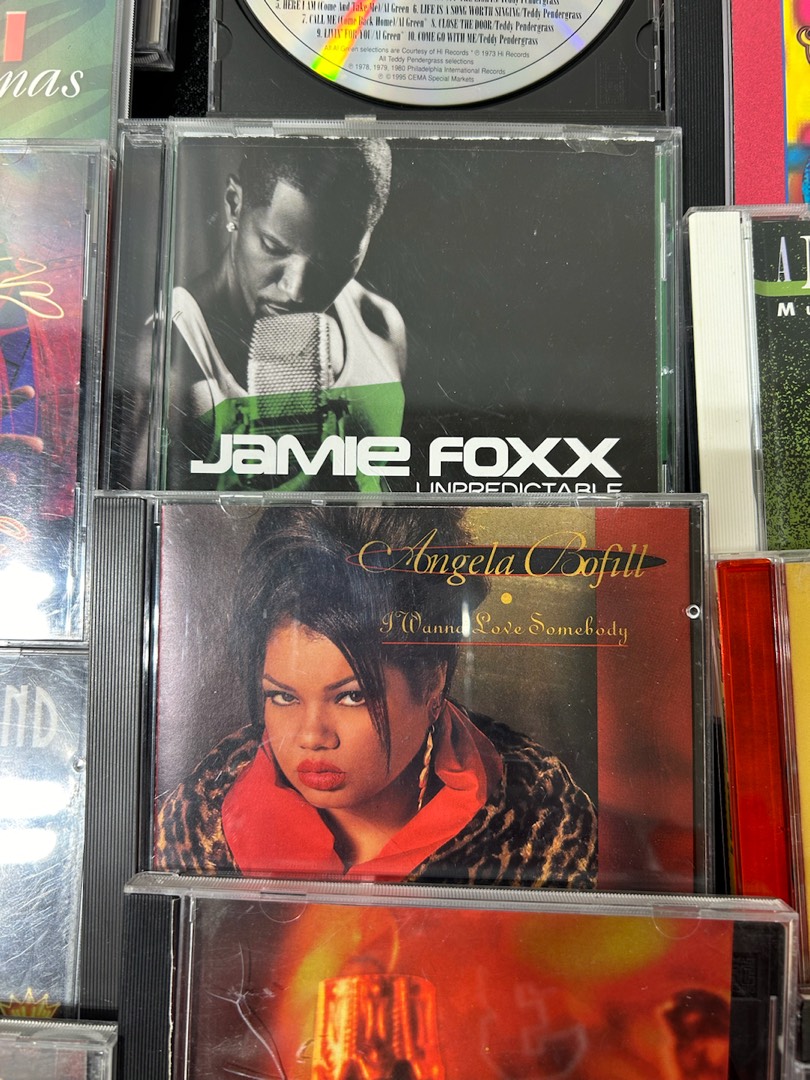 5. HERE I AM (Come And Take Me)/Al Green 6. LIFE IS A SONG WORTH SINGING/Teddy Pendergrass
7. CALL ME (Come Back Home)/Al Green* 8. CLOSE THE DOOR/Teddy Pendergrass
9. LIVIN' FOR YOU/Al Green* 10. COME GO WITH ME/Teddy Pendergrass
All Al Green selections are Courtesy of Hi Records * ℗ 1973 Hi Records
All Teddy Pendergrass selections
℗ 1978, 1979, 1980 Philadelphia International Records
℗ © 1995 CEMA Special Markets
mas
JAMIE FOXX
UNPREDICTABLE
Angela Bofill
I Wanna Love Somebody
ND
A
Mu